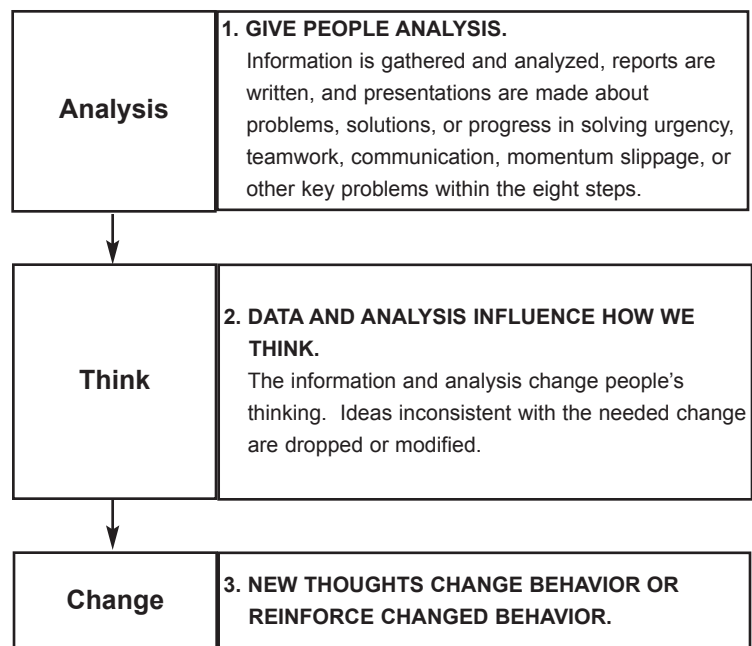 Analysis
1. GIVE PEOPLE ANALYSIS.
Information is gathered and analyzed, reports are
written, and presentations are made about
problems, solutions, or progress in solving urgency,
teamwork, communication, momentum slippage, or
other key problems within the eight steps.
Think
2. DATA AND ANALYSIS INFLUENCE HOW WE
THINK.
The information and analysis change people’s
thinking.  Ideas inconsistent with the needed change
are dropped or modified.
Change
3. NEW THOUGHTS CHANGE BEHAVIOR OR
REINFORCE CHANGED BEHAVIOR.